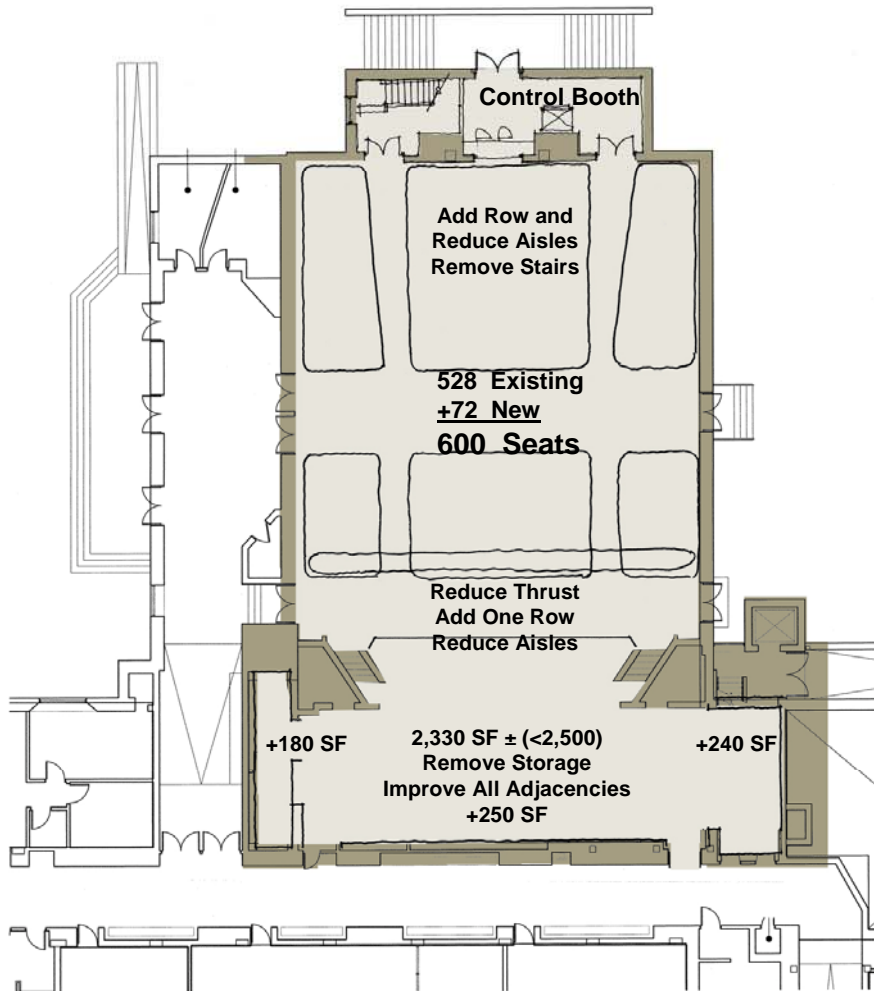 Control Booth
Add Row and
Reduce Aisles
Remove Stairs
528 Existing
+72 New
600 Seats
Reduce Thrust
Add One Row
Reduce Aisles
+180 SF
2,330 SF ± (<2,500)
Remove Storage
Improve All Adjacencies
+250 SF
+240 SF